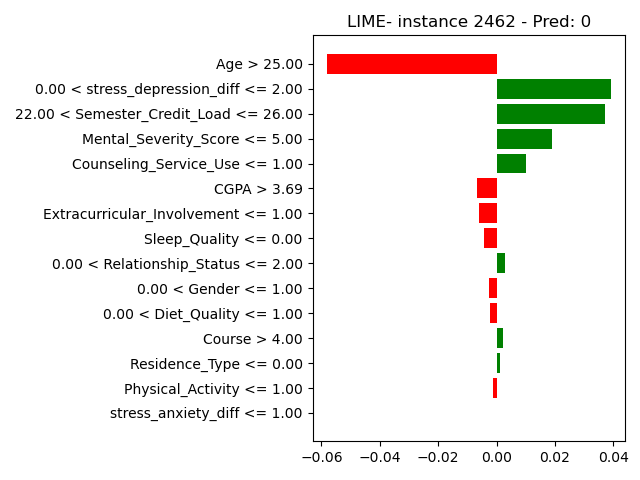 LIME- instance 2462 - Pred: 0
Age > 25.00
0.00 < stress_depression_diff <= 2.00
22.00 < Semester_Credit_Load <= 26.00
Mental_Severity_Score <= 5.00
Counseling_Service_Use <= 1.00
CGPA > 3.69
Extracurricular_Involvement <= 1.00
Sleep_Quality <= 0.00
0.00 < Relationship_Status <= 2.00
0.00 < Gender <= 1.00
0.00 < Diet_Quality <= 1.00
Course > 4.00
Residence_Type <= 0.00
Physical_Activity <= 1.00
stress_anxiety_diff <= 1.00
−0.06 −0.04 −0.02 0.00 0.02 0.04